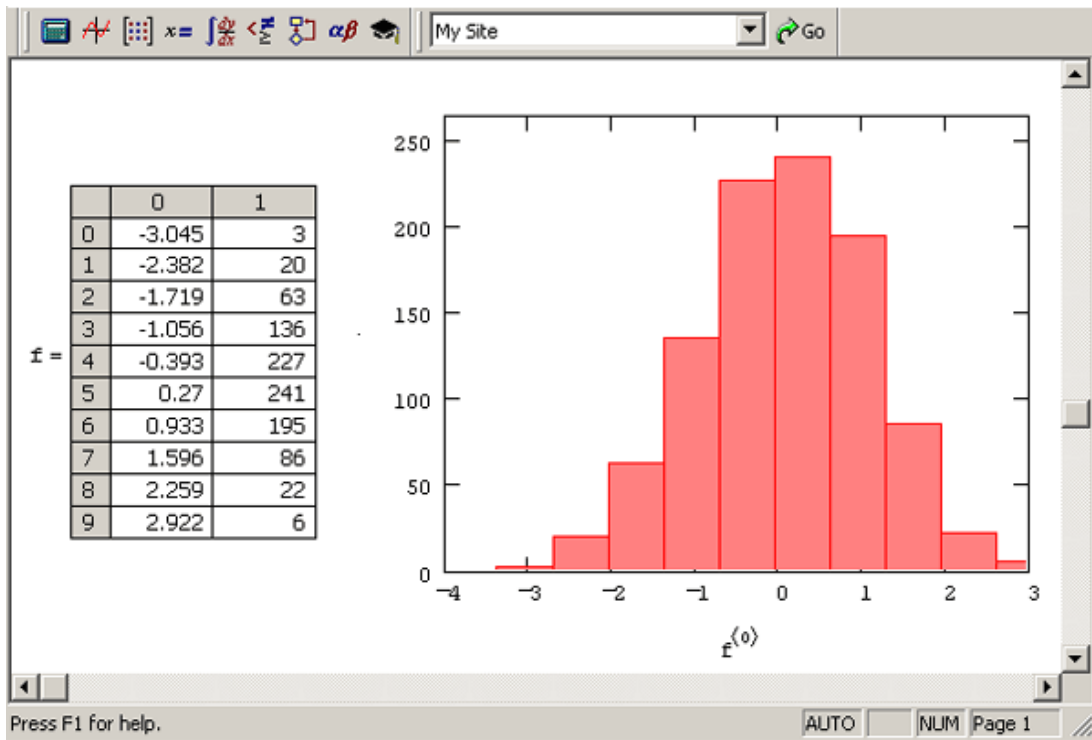 x= ∫dy/dx <≠≥ αβ My Site Go
f =
0 1
0 -3.045 3
1 -2.382 20
2 -1.719 63
3 -1.056 136
4 -0.393 227
5 0.27 241
6 0.933 195
7 1.596 86
8 2.259 22
9 2.922 6
250
200
150
100
50
0
−4 −3 −2 −1 0 1 2 3
f⟨0⟩
Press F1 for help. AUTO NUM Page 1